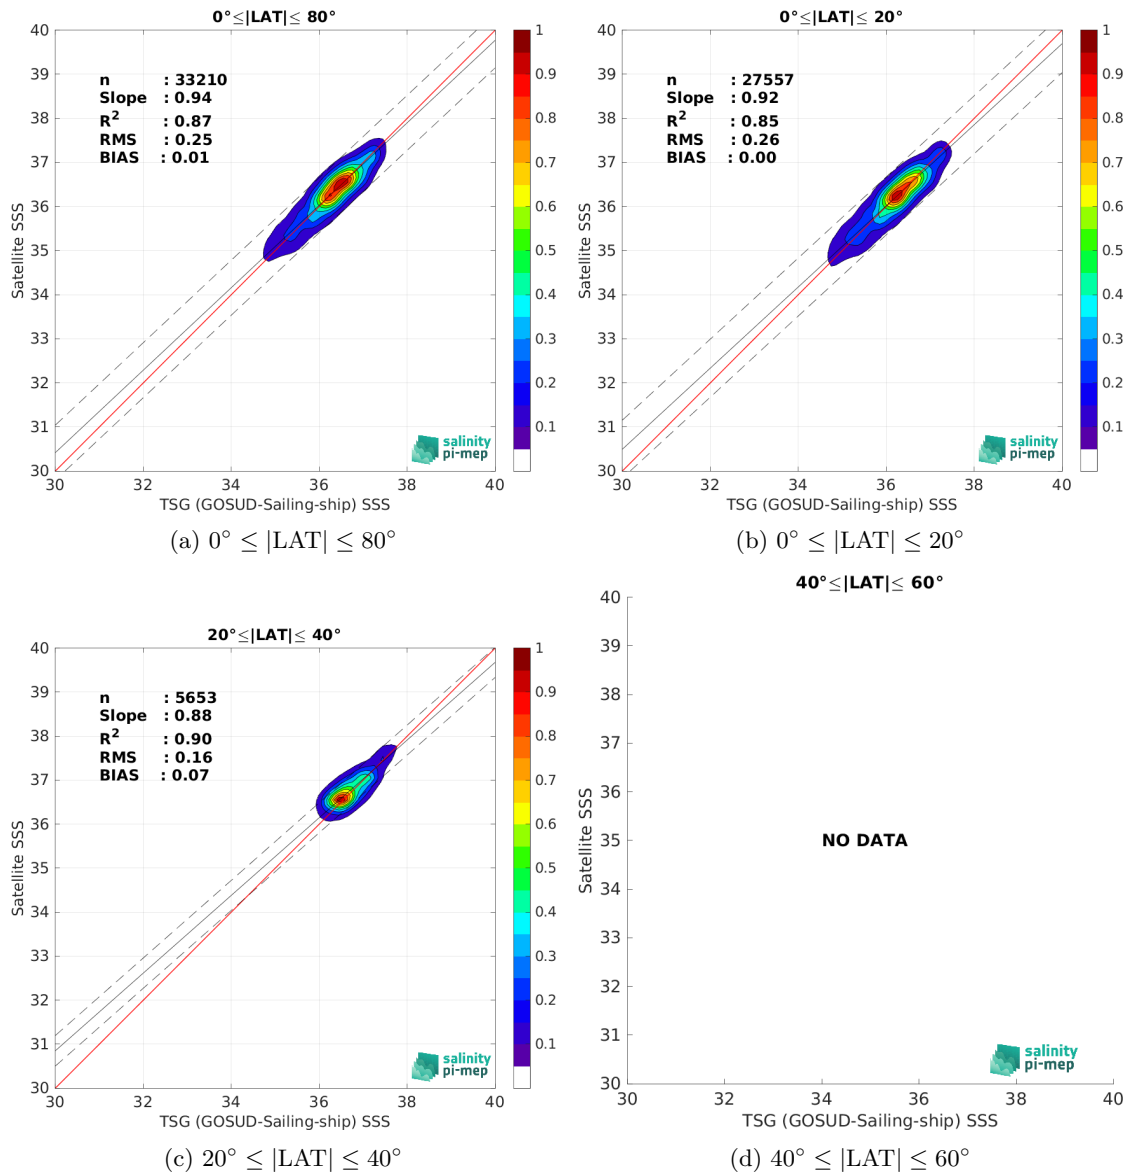 0°≤|LAT|≤ 80°
40
39
38
37
36
35
34
33
32
31
30
Satellite SSS
n : 33210
Slope : 0.94
R² : 0.87
RMS : 0.25
BIAS : 0.01
salinity
pi-mep
30 32 34 36 38 40
TSG (GOSUD-Sailing-ship) SSS
1
0.9
0.8
0.7
0.6
0.5
0.4
0.3
0.2
0.1
(a) 0° ≤ |LAT| ≤ 80°
0°≤|LAT|≤ 20°
40
39
38
37
36
35
34
33
32
31
30
Satellite SSS
n : 27557
Slope : 0.92
R² : 0.85
RMS : 0.26
BIAS : 0.00
salinity
pi-mep
30 32 34 36 38 40
TSG (GOSUD-Sailing-ship) SSS
1
0.9
0.8
0.7
0.6
0.5
0.4
0.3
0.2
0.1
(b) 0° ≤ |LAT| ≤ 20°
20°≤|LAT|≤ 40°
40
39
38
37
36
35
34
33
32
31
30
Satellite SSS
n : 5653
Slope : 0.88
R² : 0.90
RMS : 0.16
BIAS : 0.07
salinity
pi-mep
30 32 34 36 38 40
TSG (GOSUD-Sailing-ship) SSS
1
0.9
0.8
0.7
0.6
0.5
0.4
0.3
0.2
0.1
(c) 20° ≤ |LAT| ≤ 40°
40°≤|LAT|≤ 60°
40
39
38
37
36
35
34
33
32
31
30
Satellite SSS
NO DATA
salinity
pi-mep
30 32 34 36 38 40
TSG (GOSUD-Sailing-ship) SSS
(d) 40° ≤ |LAT| ≤ 60°